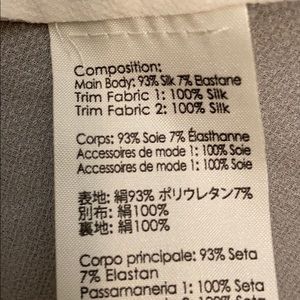 Composition:
Main Body: 93% Silk 7% Elastane
Trim Fabric 1: 100% Silk
Trim Fabric 2: 100% Silk
Corps: 93% Soie 7% Élasthanne
Accessoires de mode 1: 100% Soie
Accessoires de mode 1: 100% Soie
表地: 絹93% ポリウレタン7%
別布: 絹100%
裏地: 絹100%
Corpo principale: 93% Seta
7% Elastan
Passamaneria 1: 100% Seta